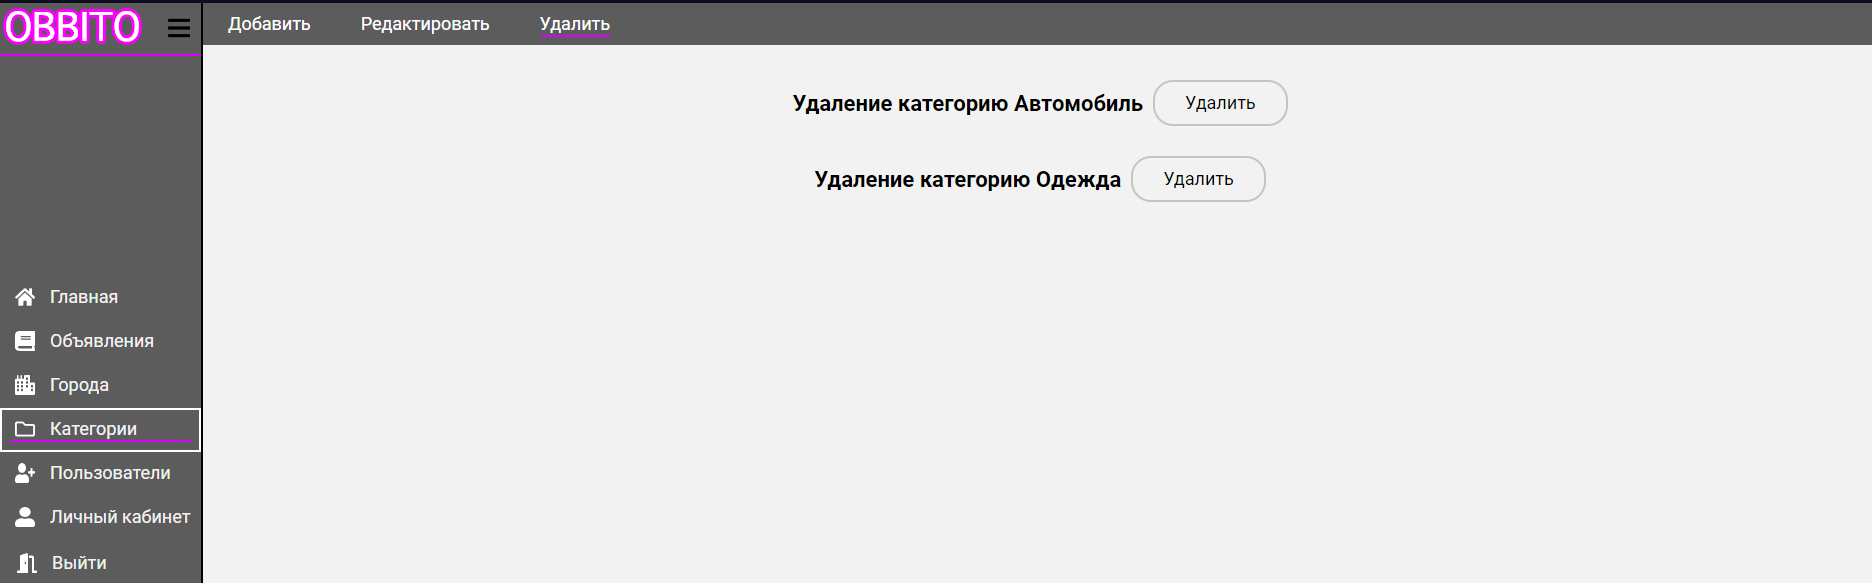 OBBITO
Добавить Редактировать Удалить
Удаление категорию Автомобиль Удалить
Удаление категорию Одежда Удалить
Главная
Объявления
Города
Категории
Пользователи
Личный кабинет
Выйти